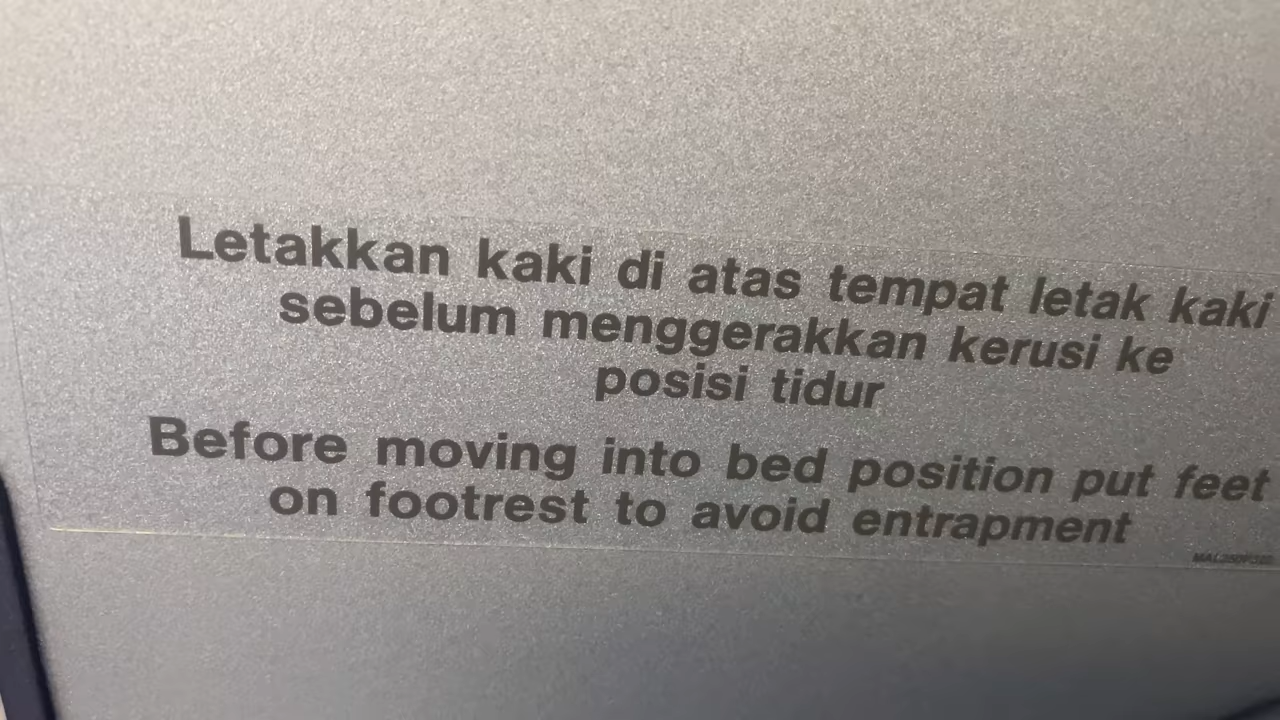 Letakkan kaki di atas tempat letak kaki
sebelum menggerakkan kerusi ke
posisi tidur
Before moving into bed position put feet
on footrest to avoid entrapment